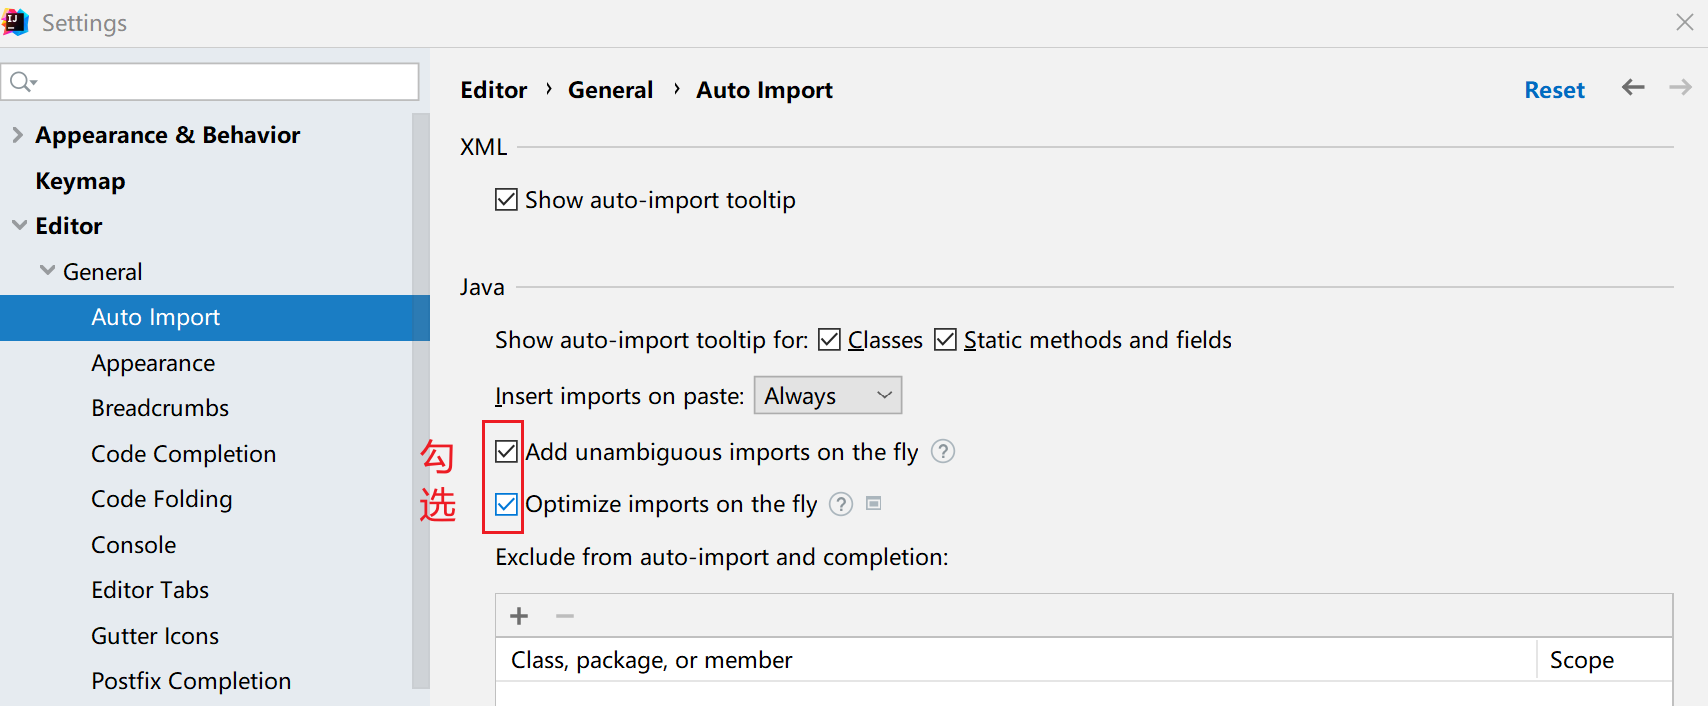 IJ
Settings
Appearance & Behavior
Keymap
Editor
General
Auto Import
Appearance
Breadcrumbs
Code Completion
Code Folding
Console
Editor Tabs
Gutter Icons
Postfix Completion
Editor › General › Auto Import
Reset
XML
Show auto-import tooltip
Java
Show auto-import tooltip for: Classes Static methods and fields
Insert imports on paste: Always
勾
选
Add unambiguous imports on the fly ?
Optimize imports on the fly ?
Exclude from auto-import and completion:
Class, package, or member Scope